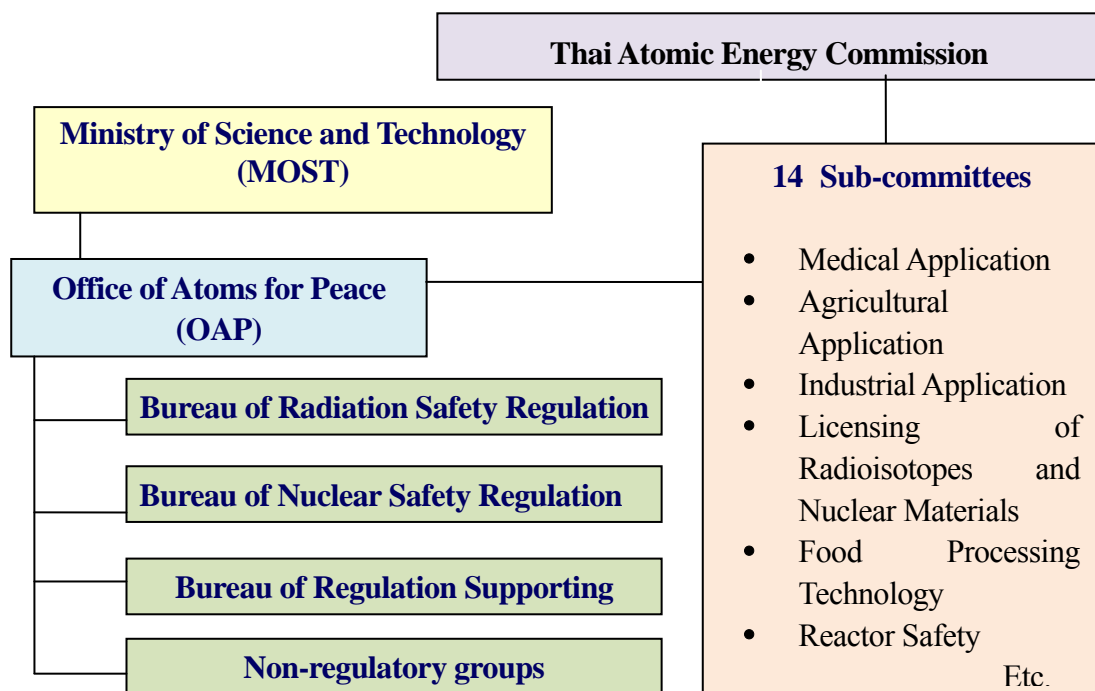 Thai Atomic Energy Commission
Ministry of Science and Technology
(MOST)
Office of Atoms for Peace
(OAP)
Bureau of Radiation Safety Regulation
Bureau of Nuclear Safety Regulation
Bureau of Regulation Supporting
Non-regulatory groups
14 Sub-committees
• Medical Application
• Agricultural
Application
• Industrial Application
• Licensing of
Radioisotopes and
Nuclear Materials
• Food Processing
Technology
• Reactor Safety
Etc.